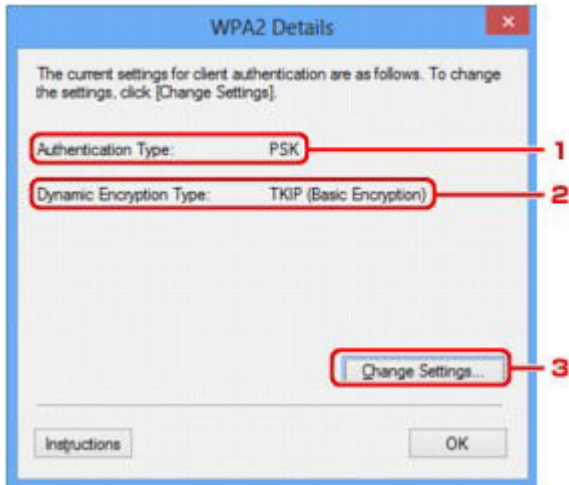 WPA2 Details
The current settings for client authentication are as follows. To change
the settings, click [Change Settings].
Authentication Type: PSK 1
Dynamic Encryption Type: TKIP (Basic Encryption) 2
Change Settings... 3
Instructions OK